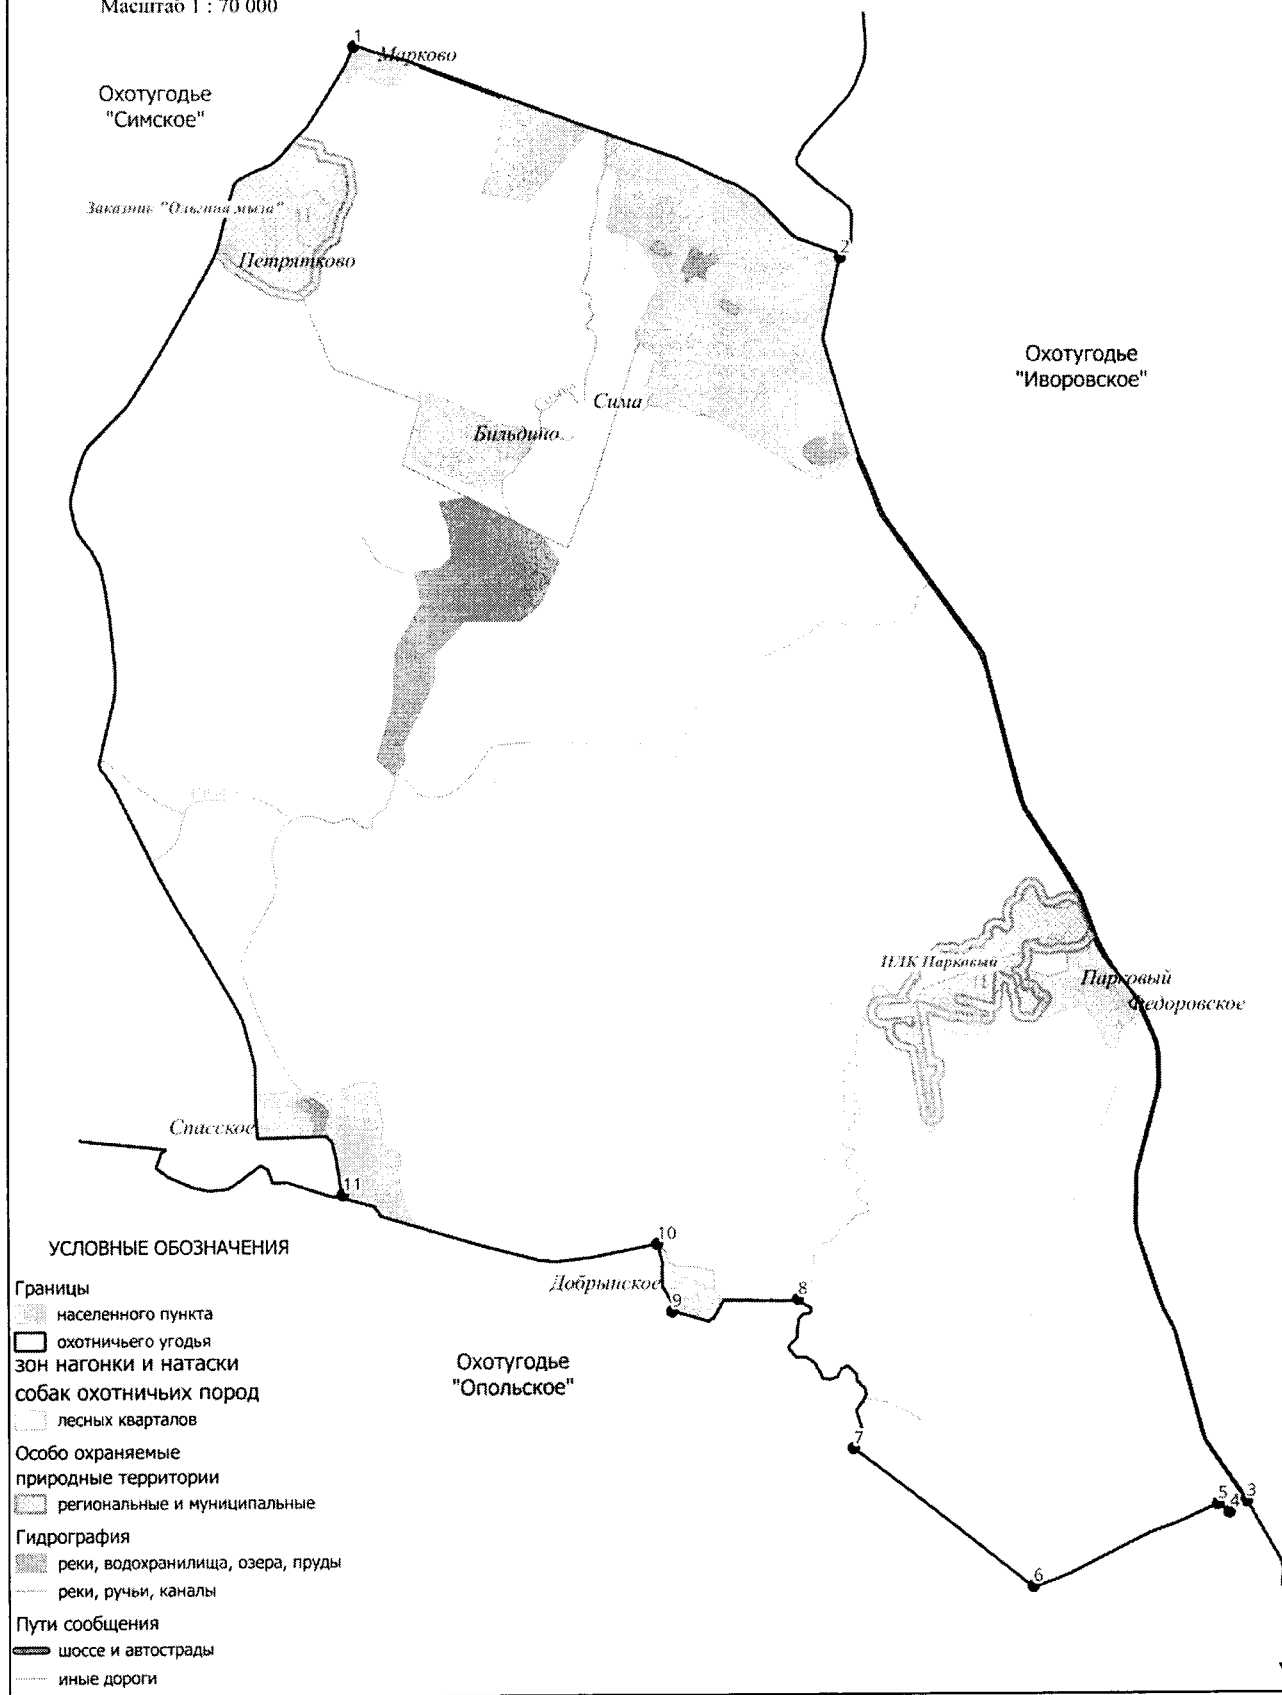 Масштаб 1 : 70 000
1
Марково
Охотугодье
"Симское"
Заказник "Ольгина мыза"
11
Петрятково
2
Охотугодье
"Иворовское"
Сима
Бильдино
ПЛК Парковый
Парковый
Федоровское
Спасское
11
10
Добрынское
9
8
Охотугодье
"Опольское"
7
5
4
3
6
УСЛОВНЫЕ ОБОЗНАЧЕНИЯ
Границы
населенного пункта
охотничьего угодья
зон нагонки и натаски
собак охотничьих пород
лесных кварталов
Особо охраняемые
природные территории
региональные и муниципальные
Гидрография
реки, водохранилища, озера, пруды
реки, ручьи, каналы
Пути сообщения
шоссе и автострады
иные дороги